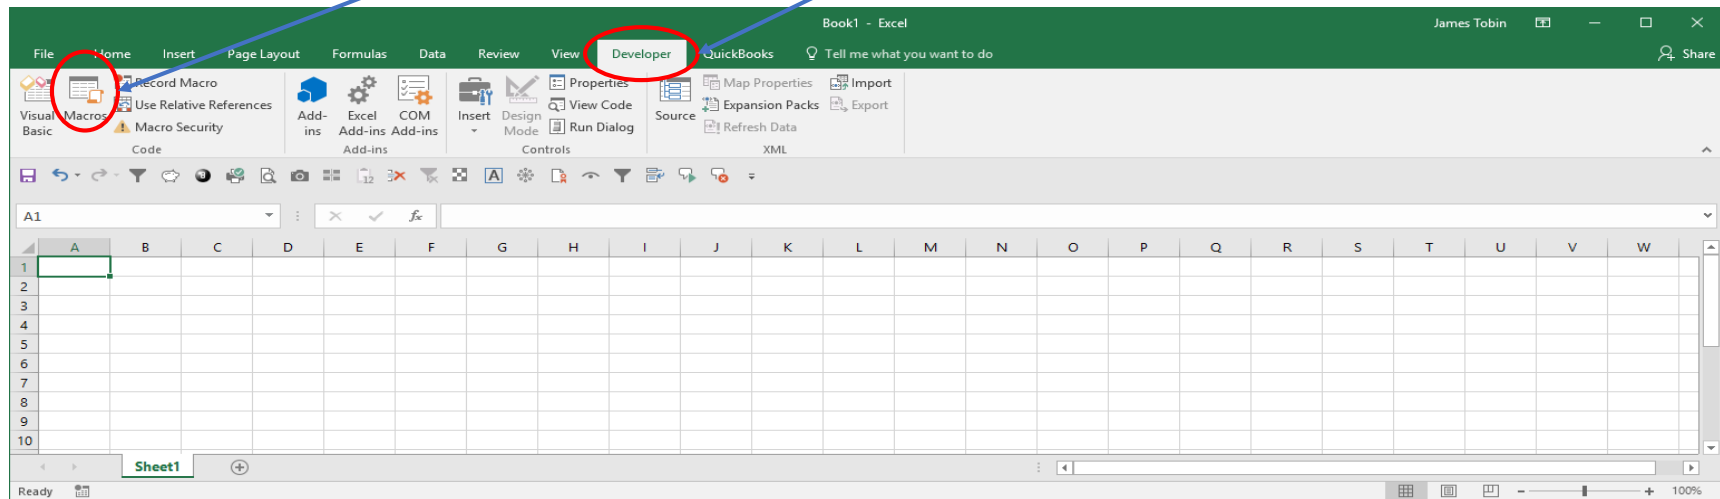 Book1 - Excel
James Tobin
File Home Insert Page Layout Formulas Data Review View Developer QuickBooks Tell me what you want to do Share
Visual Basic
Macros
Record Macro
Use Relative References
Macro Security
Code
Add-ins
Excel Add-ins
COM Add-ins
Add-ins
Insert
Design Mode
Properties
View Code
Run Dialog
Controls
Source
Map Properties
Expansion Packs
Refresh Data
Import
Export
XML
12
A
A1 fx
A B C D E F G H I J K L M N O P Q R S T U V W
1
2
3
4
5
6
7
8
9
10
Sheet1
Ready 100%